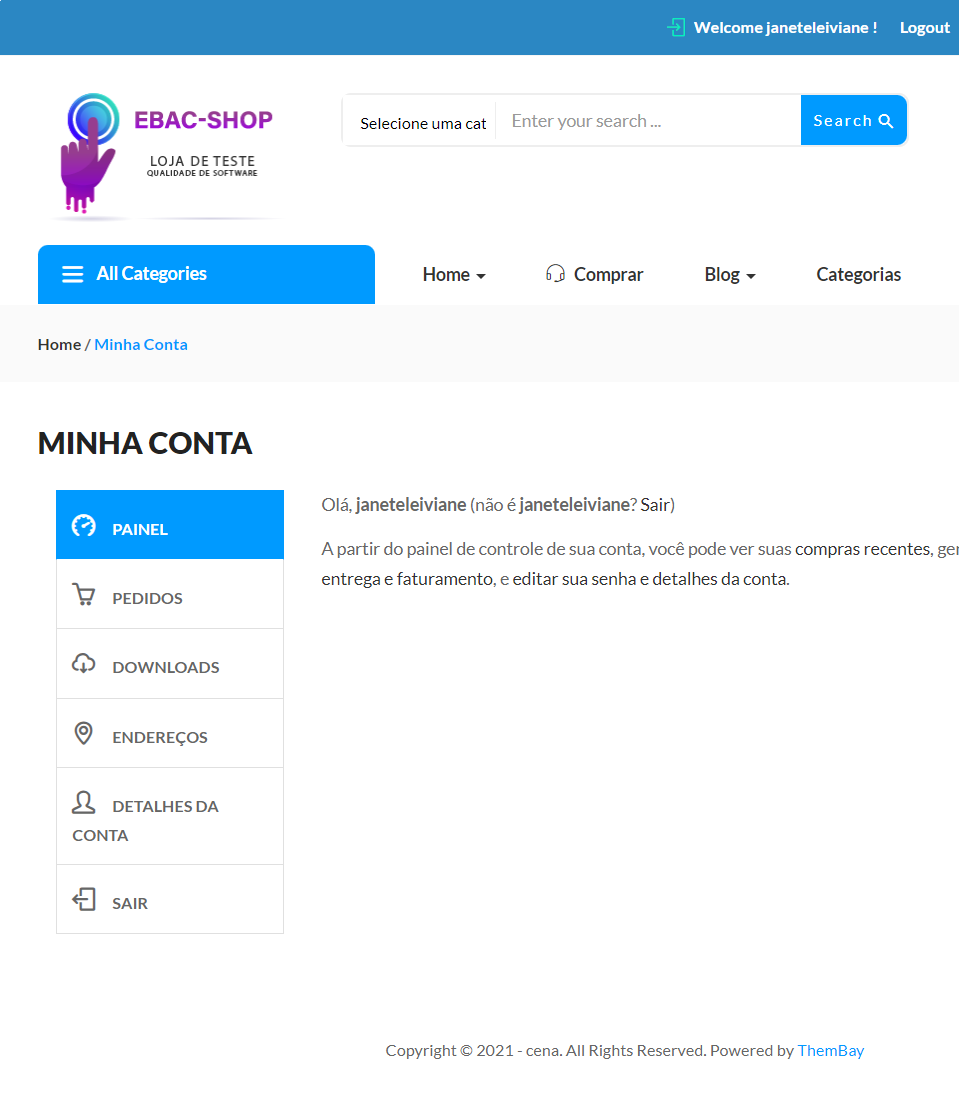 Welcome janeteleiviane ! Logout
EBAC-SHOP
LOJA DE TESTE
QUALIDADE DE SOFTWARE
Selecione uma cat
Enter your search ...
Search
All Categories
Home
Comprar
Blog
Categorias
Home / Minha Conta
MINHA CONTA
PAINEL
PEDIDOS
DOWNLOADS
ENDEREÇOS
DETALHES DA
CONTA
SAIR
Olá, janeteleiviane (não é janeteleiviane? Sair)
A partir do painel de controle de sua conta, você pode ver suas compras recentes, ger
entrega e faturamento, e editar sua senha e detalhes da conta.
Copyright © 2021 - cena. All Rights Reserved. Powered by ThemBay